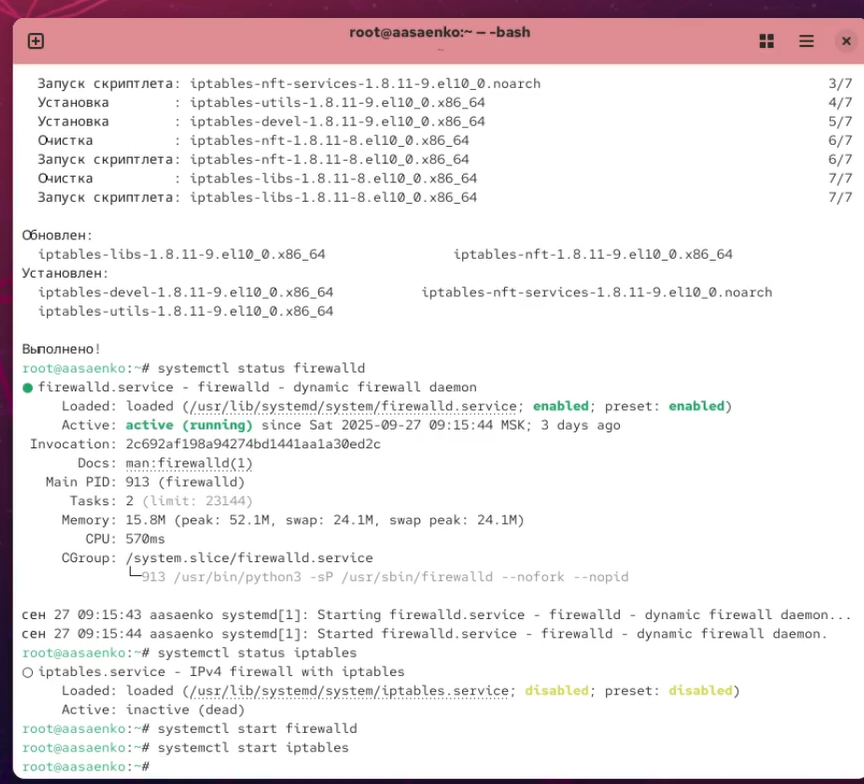 root@aasaenko:~ — -bash
~
Запуск скриптлета: iptables-nft-services-1.8.11-9.el10_0.noarch 3/7
Установка : iptables-utils-1.8.11-9.el10_0.x86_64 4/7
Установка : iptables-devel-1.8.11-9.el10_0.x86_64 5/7
Очистка : iptables-nft-1.8.11-8.el10_0.x86_64 6/7
Запуск скриптлета: iptables-nft-1.8.11-8.el10_0.x86_64 6/7
Очистка : iptables-libs-1.8.11-8.el10_0.x86_64 7/7
Запуск скриптлета: iptables-libs-1.8.11-8.el10_0.x86_64 7/7
Обновлен:
iptables-libs-1.8.11-9.el10_0.x86_64 iptables-nft-1.8.11-9.el10_0.x86_64
Установлен:
iptables-devel-1.8.11-9.el10_0.x86_64 iptables-nft-services-1.8.11-9.el10_0.noarch
iptables-utils-1.8.11-9.el10_0.x86_64
Выполнено!
root@aasaenko:~# systemctl status firewalld
● firewalld.service - firewalld - dynamic firewall daemon
Loaded: loaded (/usr/lib/systemd/system/firewalld.service; enabled; preset: enabled)
Active: active (running) since Sat 2025-09-27 09:15:44 MSK; 3 days ago
Invocation: 2c692af198a94274bd1441aa1a30ed2c
Docs: man:firewalld(1)
Main PID: 913 (firewalld)
Tasks: 2 (limit: 23144)
Memory: 15.8M (peak: 52.1M, swap: 24.1M, swap peak: 24.1M)
CPU: 570ms
CGroup: /system.slice/firewalld.service
└─913 /usr/bin/python3 -sP /usr/sbin/firewalld --nofork --nopid
сен 27 09:15:43 aasaenko systemd[1]: Starting firewalld.service - firewalld - dynamic firewall daemon...
сен 27 09:15:44 aasaenko systemd[1]: Started firewalld.service - firewalld - dynamic firewall daemon.
root@aasaenko:~# systemctl status iptables
○ iptables.service - IPv4 firewall with iptables
Loaded: loaded (/usr/lib/systemd/system/iptables.service; disabled; preset: disabled)
Active: inactive (dead)
root@aasaenko:~# systemctl start firewalld
root@aasaenko:~# systemctl start iptables
root@aasaenko:~#